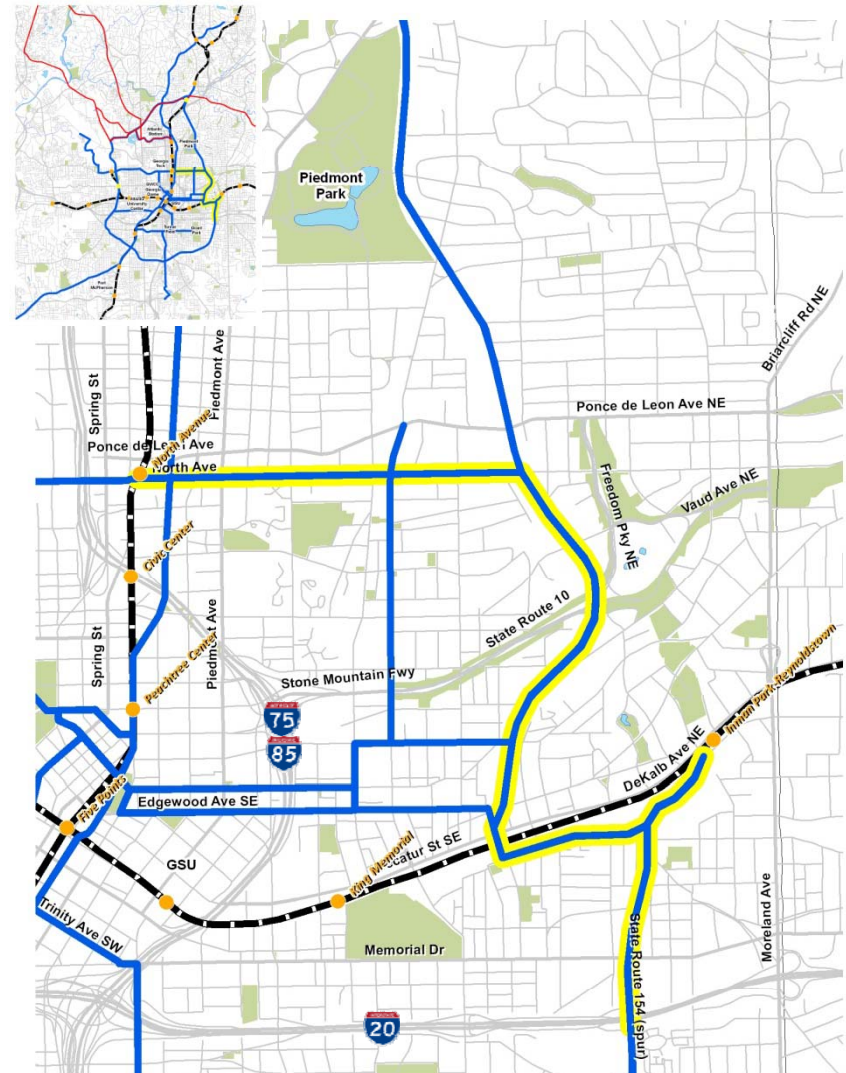 Piedmont
Park
Spring St
Piedmont Ave
Briarcliff Rd NE
Ponce de Leon Ave NE
Ponce de Leon Ave
North Avenue
North Ave
Freedom Pky NE
Vaud Ave NE
Civic Center
State Route 10
Spring St
Peachtree Center
Piedmont Ave
Stone Mountain Fwy
75
85
Inman Park-Reynoldstown
DeKalb Ave NE
Edgewood Ave SE
Five Points
GSU
King Memorial
catur St SE
Trinity Ave SW
Memorial Dr
Moreland Ave
State Route 154 (spur)
20